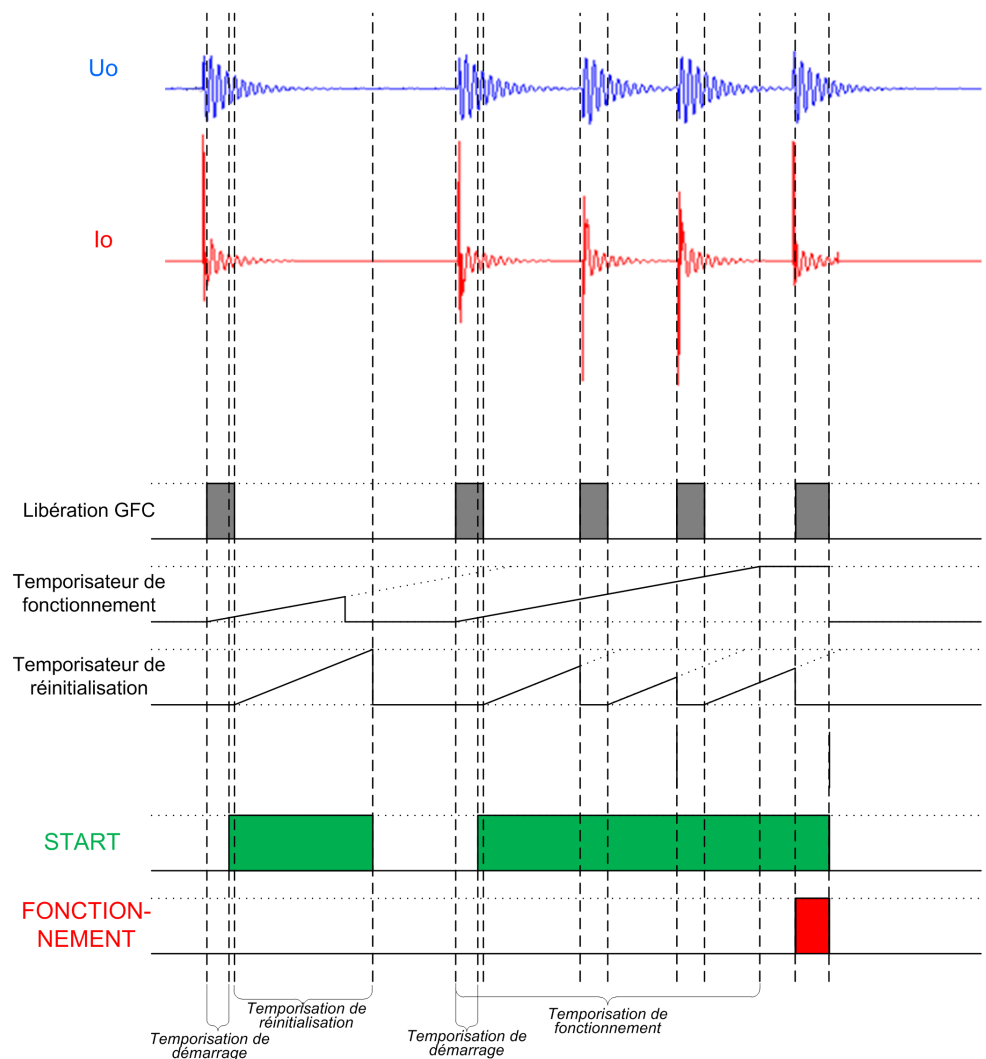 Uo
Io
Libération GFC
Temporisateur de
fonctionnement
Temporisateur de
réinitialisation
START
FONCTION-
NEMENT
Temporisation de
réinitialisation
Temporisation de
démarrage
Temporisation de
fonctionnement
Temporisation de
démarrage